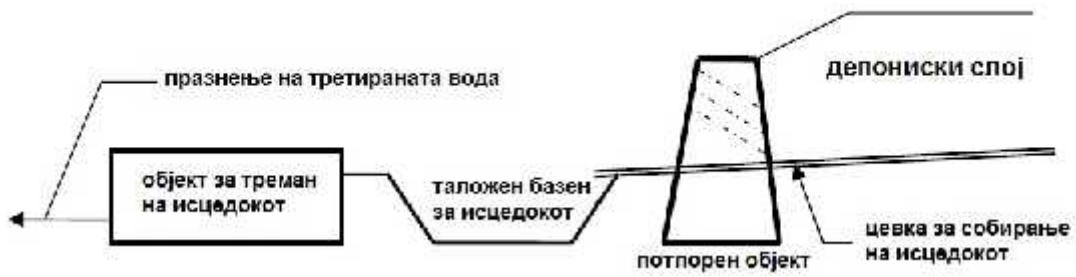 депониски слој
празнење на третираната вода
објект за треман
на исцедокот
таложен базен
за исцедокот
цевка за собирање
на исцедокот
потпорен објект